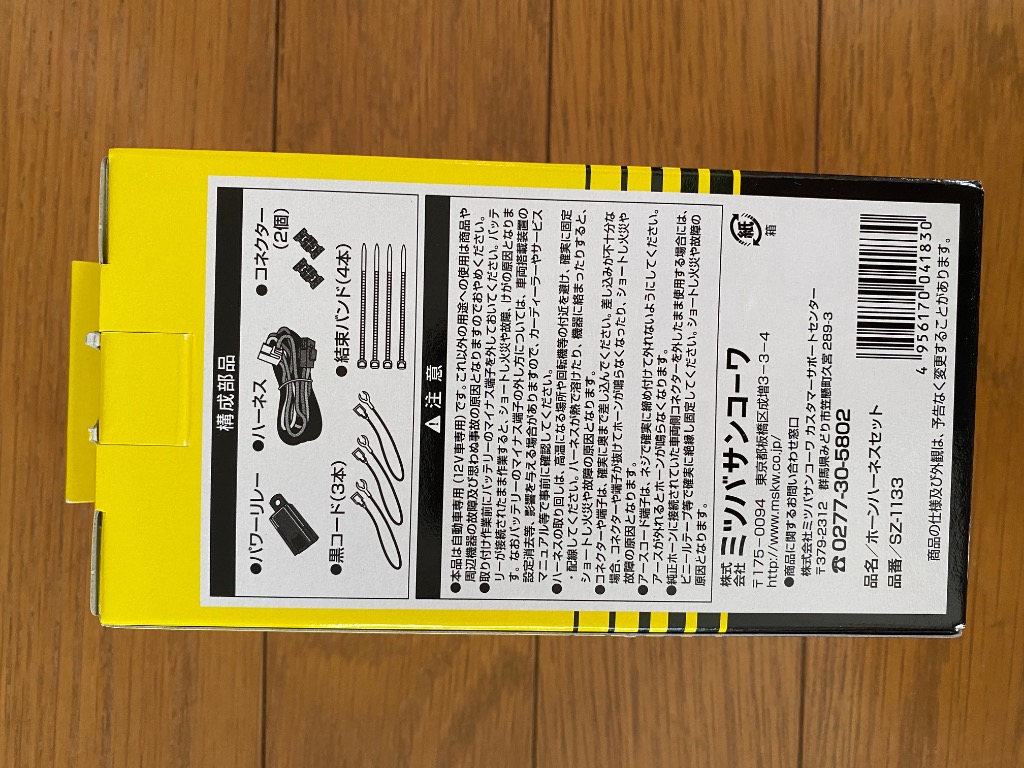 構成部品
●パワーリレー
●ハーネス
●コネクター
(2個)
●黒コード(3本)
●結束バンド(4本)
注意
●本品は自動車専用(12V車専用)です。これ以外の用途への使用は商品や
周辺機器の故障及び思わぬ事故の原因となりますのでおやめください。
●取り付け作業前にバッテリーのマイナス端子を外しておいてください。バッテ
リーが接続されたまま作業すると、ショートし火災や故障、けがの原因となりま
す。なおバッテリーのマイナス端子の外し方については、車両搭載装置の
設定消去等、影響を与える場合がありますので、カーディーラーやサービス
マニュアル等で事前に確認してください。
●ハーネスの取り回しは、高温になる場所や回転機等の付近を避け、確実に固定
・配線してください。ハーネスが熱で溶けたり、機器に絡まったりすると、
ショートし火災や故障の原因となります。
●コネクターや端子は、確実に奥まで差し込んでください。差し込みが不十分な
場合、コネクターや端子が抜けてホーンが鳴らなくなったり、ショートし火災や
故障の原因となります。
●アースコード端子は、ネジで確実に締め付けて外れないようにしてください。
アースが外れるとホーンが鳴らなくなります。
●純正ホーンに接続されていた車両側コネクターを外したまま使用する場合には、
ビニールテープ等で確実に絶縁し固定してください。ショートし火災や故障の
原因となります。
株式会社 ミツバサンコーワ
〒175-0094 東京都板橋区成増3-3-4
http://www.mskw.co.jp/
●商品に関するお問い合わせ窓口
株式会社ミツバサンコーワ カスタマーサポートセンター
〒379-2312 群馬県みどり市笠懸町久宮 289-3
☎0277-30-5802
紙
箱
品名/ホーンハーネスセット
品番/SZ-1133
4 956170 041830
商品の仕様及び外観は、予告なく変更することがあります。